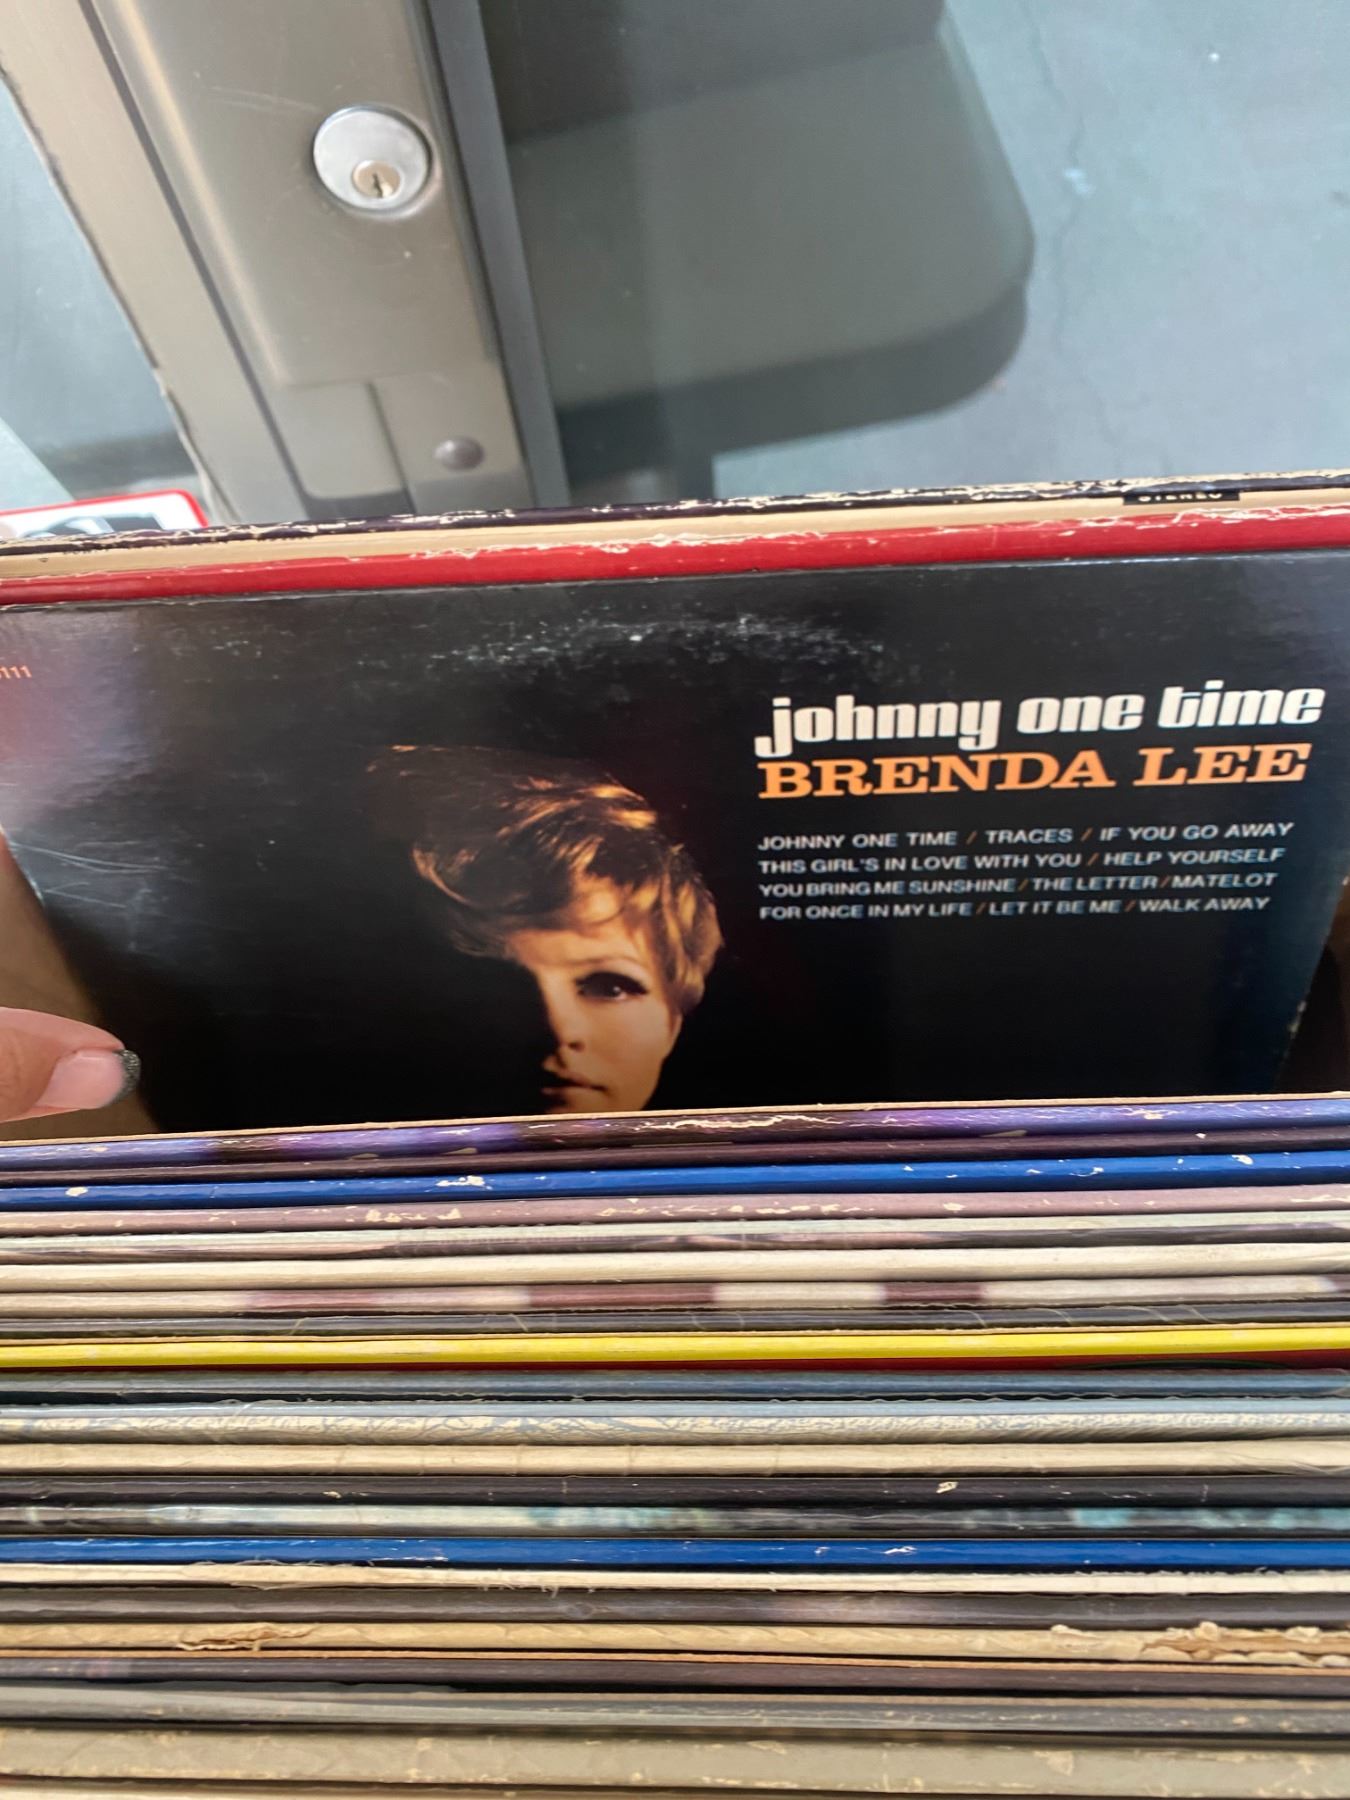 STEREO
111
johnny one time
BRENDA LEE
JOHNNY ONE TIME / TRACES / IF YOU GO AWAY
THIS GIRL'S IN LOVE WITH YOU / HELP YOURSELF
YOU BRING ME SUNSHINE / THE LETTER / MATELOT
FOR ONCE IN MY LIFE / LET IT BE ME / WALK AWAY